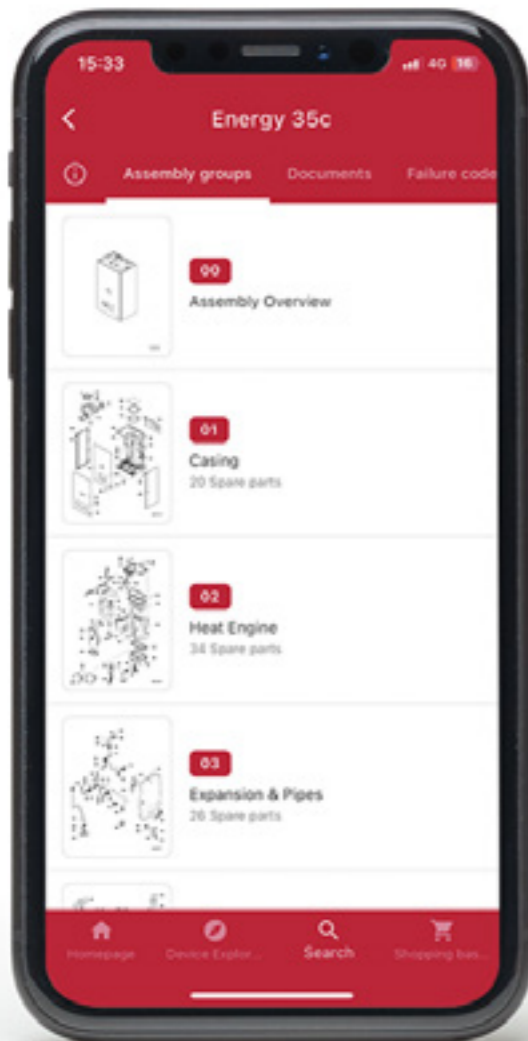 15:33
4G 16
Energy 35c
Assembly groups Documents Failure code
00
Assembly Overview
01
Casing
20 Spare parts
02
Heat Engine
34 Spare parts
03
Expansion & Pipes
26 Spare parts
Homepage Device Explor... Search Shopping bas...